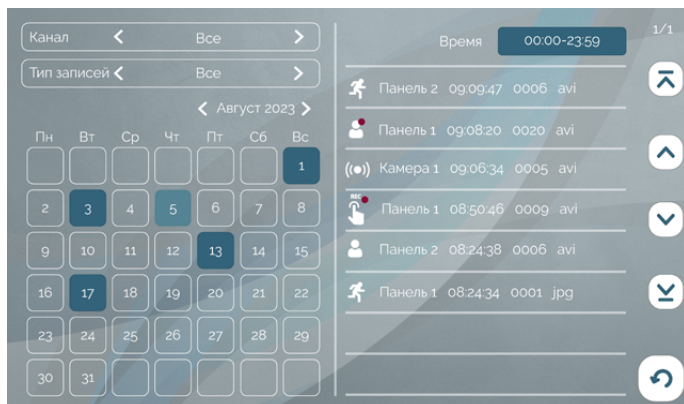 Канал < Все >
Тип записей < Все >
< Август 2023 >
Пн Вт Ср Чт Пт Сб Вс
1
2 3 4 5 6 7 8
9 10 11 12 13 14 15
16 17 18 19 20 21 22
23 24 25 26 27 28 29
30 31
Время 00:00-23:59
1/1
Панель 2 09:09:47 0006 avi
Панель 1 09:08:20 0020 avi
Камера 1 09:06:34 0005 avi
REC Панель 1 08:50:46 0009 avi
Панель 2 08:24:38 0006 avi
Панель 1 08:24:34 0001 jpg